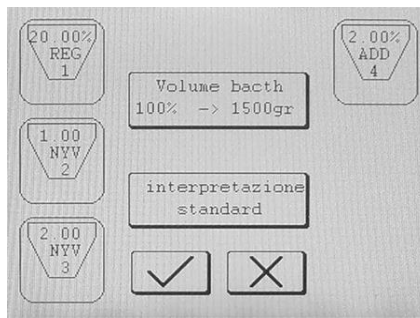 20.00%
REG
1
2.00%
ADD
4
Volume bacth
100% -> 1500gr
1.00
NYV
2
interpretazione
standard
2.00
NYV
3